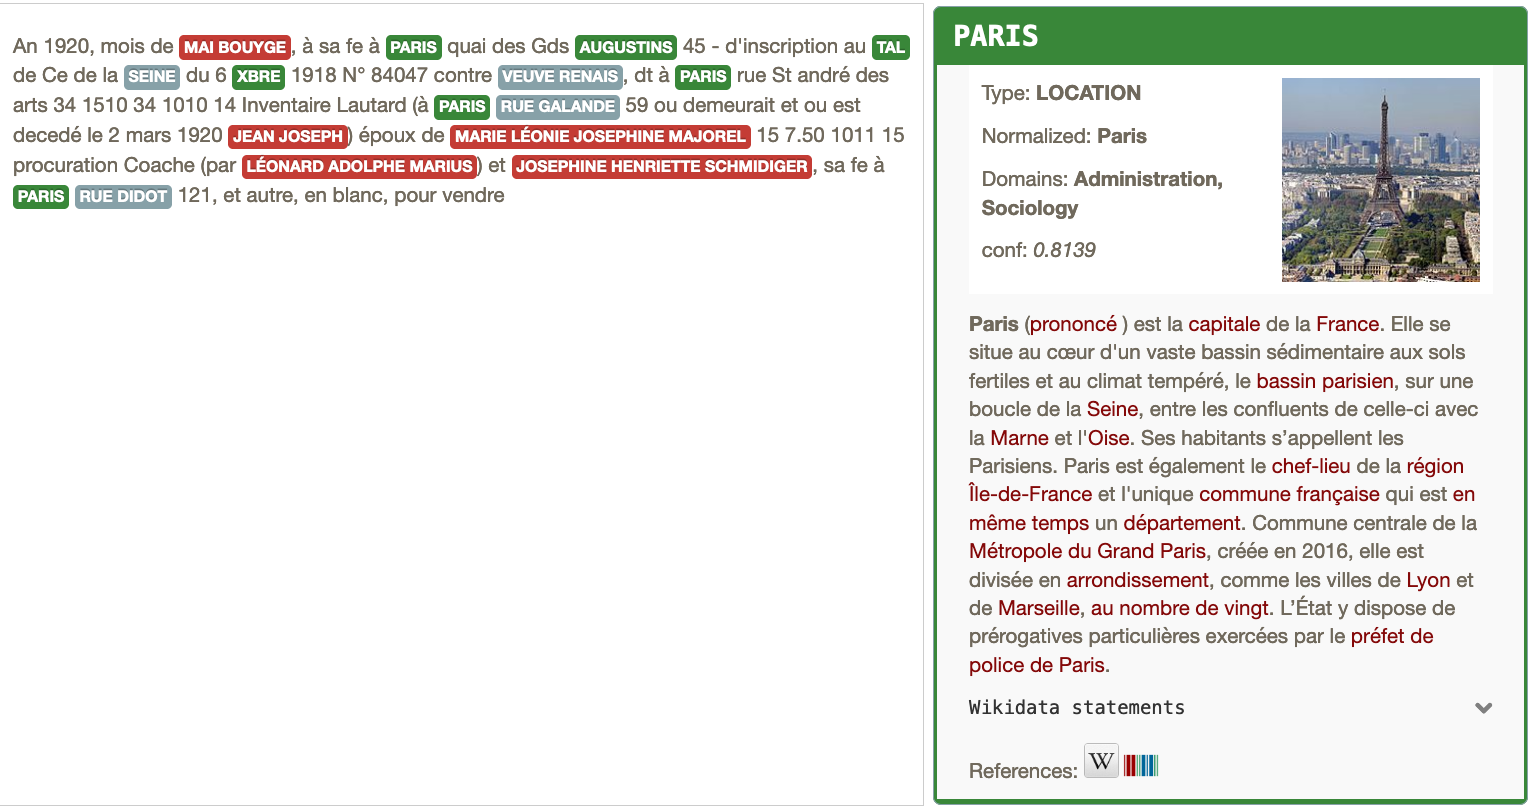 An 1920, mois de MAI BOUYGE, à sa fe à PARIS quai des Gds AUGUSTINS 45 - d'inscription au TAL
de Ce de la SEINE du 6 XBRE 1918 N° 84047 contre VEUVE RENAIS, dt à PARIS rue St andré des
arts 34 1510 34 1010 14 Inventaire Lautard (à PARIS RUE GALANDE 59 ou demeurait et ou est
decedé le 2 mars 1920 JEAN JOSEPH) époux de MARIE LÉONIE JOSEPHINE MAJOREL 15 7.50 1011 15
procuration Coache (par LÉONARD ADOLPHE MARIUS) et JOSEPHINE HENRIETTE SCHMIDIGER, sa fe à
PARIS RUE DIDOT 121, et autre, en blanc, pour vendre
PARIS
Type: LOCATION
Normalized: Paris
Domains: Administration,
Sociology
conf: 0.8139
Paris (prononcé ) est la capitale de la France. Elle se
situe au cœur d'un vaste bassin sédimentaire aux sols
fertiles et au climat tempéré, le bassin parisien, sur une
boucle de la Seine, entre les confluents de celle-ci avec
la Marne et l'Oise. Ses habitants s’appellent les
Parisiens. Paris est également le chef-lieu de la région
Île-de-France et l'unique commune française qui est en
même temps un département. Commune centrale de la
Métropole du Grand Paris, créée en 2016, elle est
divisée en arrondissement, comme les villes de Lyon et
de Marseille, au nombre de vingt. L’État y dispose de
prérogatives particulières exercées par le préfet de
police de Paris.
Wikidata statements
References: W